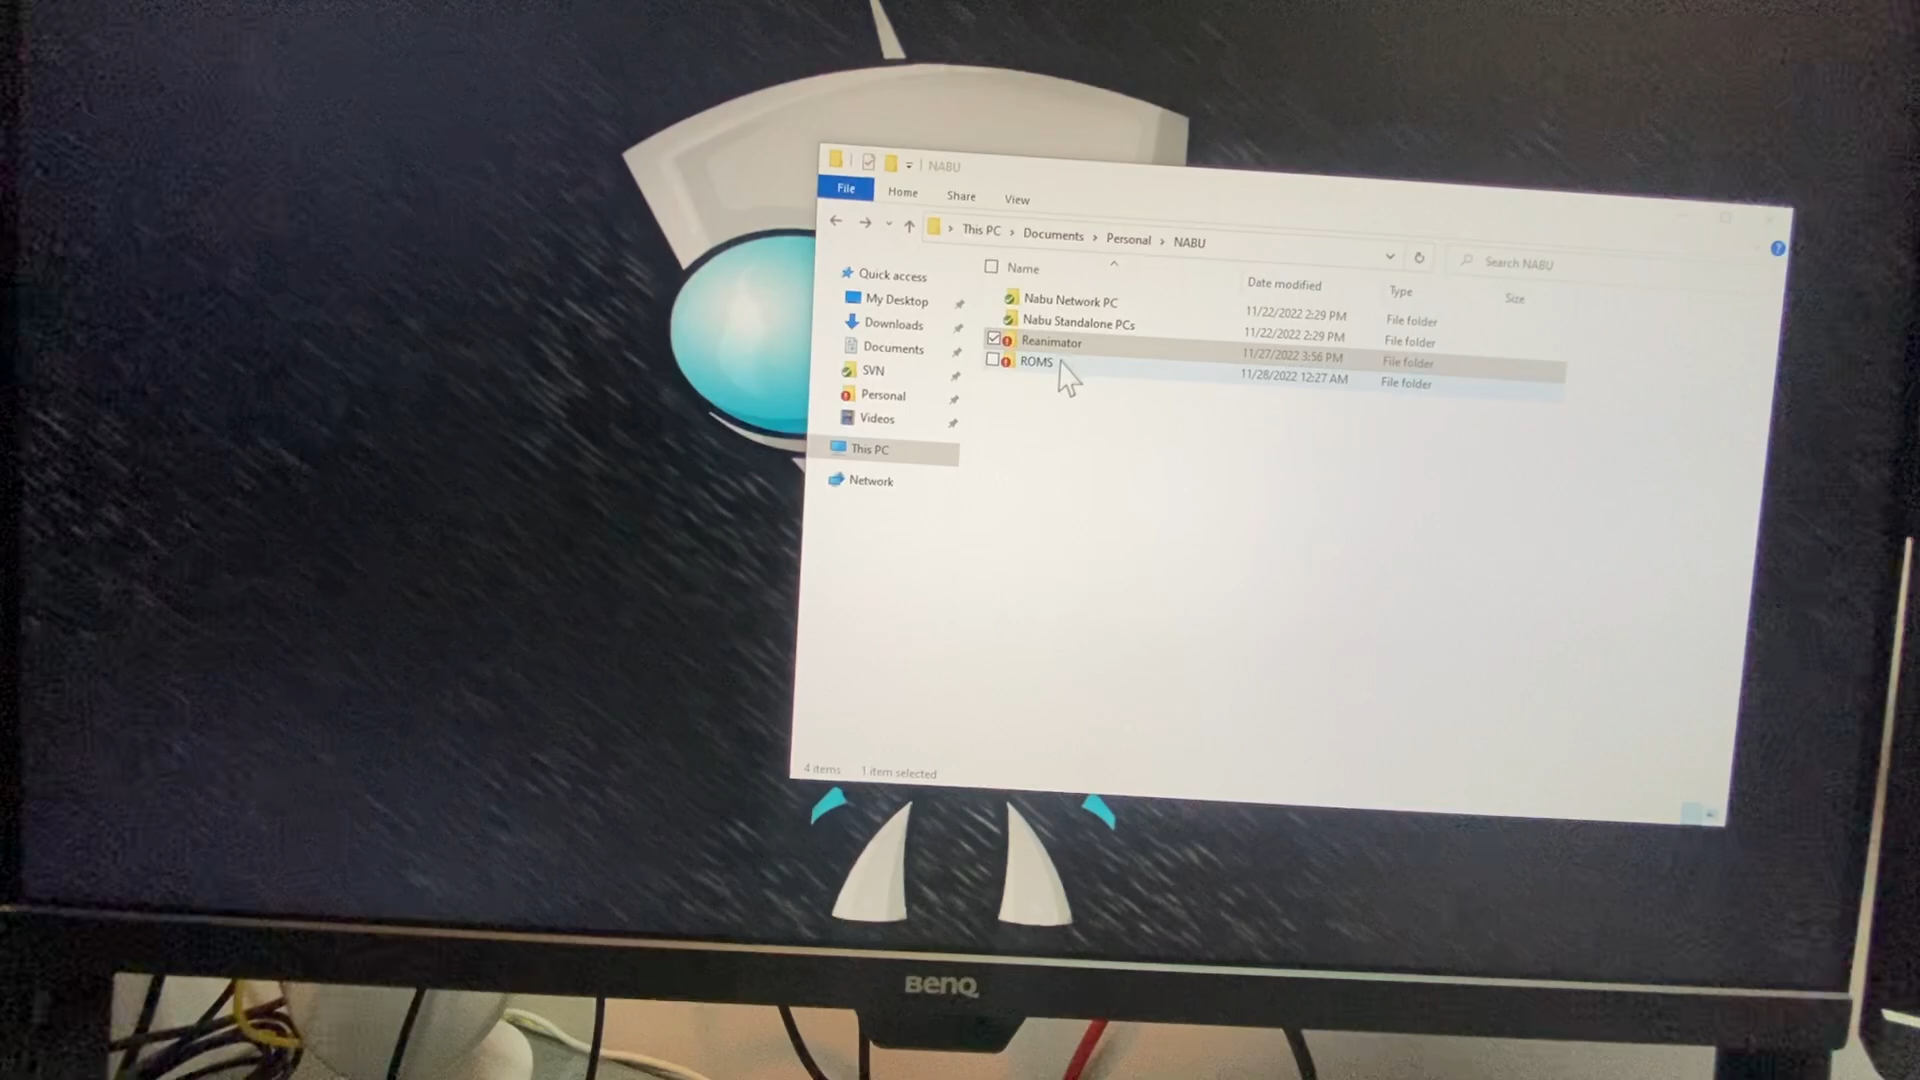 NABU
File Home Share View
This PC > Documents > Personal > NABU
Search NABU
Name Date modified Type Size
Quick access
My Desktop
Downloads
Documents
SVN
Personal
Videos
This PC
Network
Nabu Network PC 11/22/2022 2:29 PM File folder
Nabu Standalone PCs 11/22/2022 2:29 PM File folder
Reanimator 11/27/2022 3:56 PM File folder
ROMS 11/28/2022 12:27 AM File folder
4 items 1 item selected
BenQ